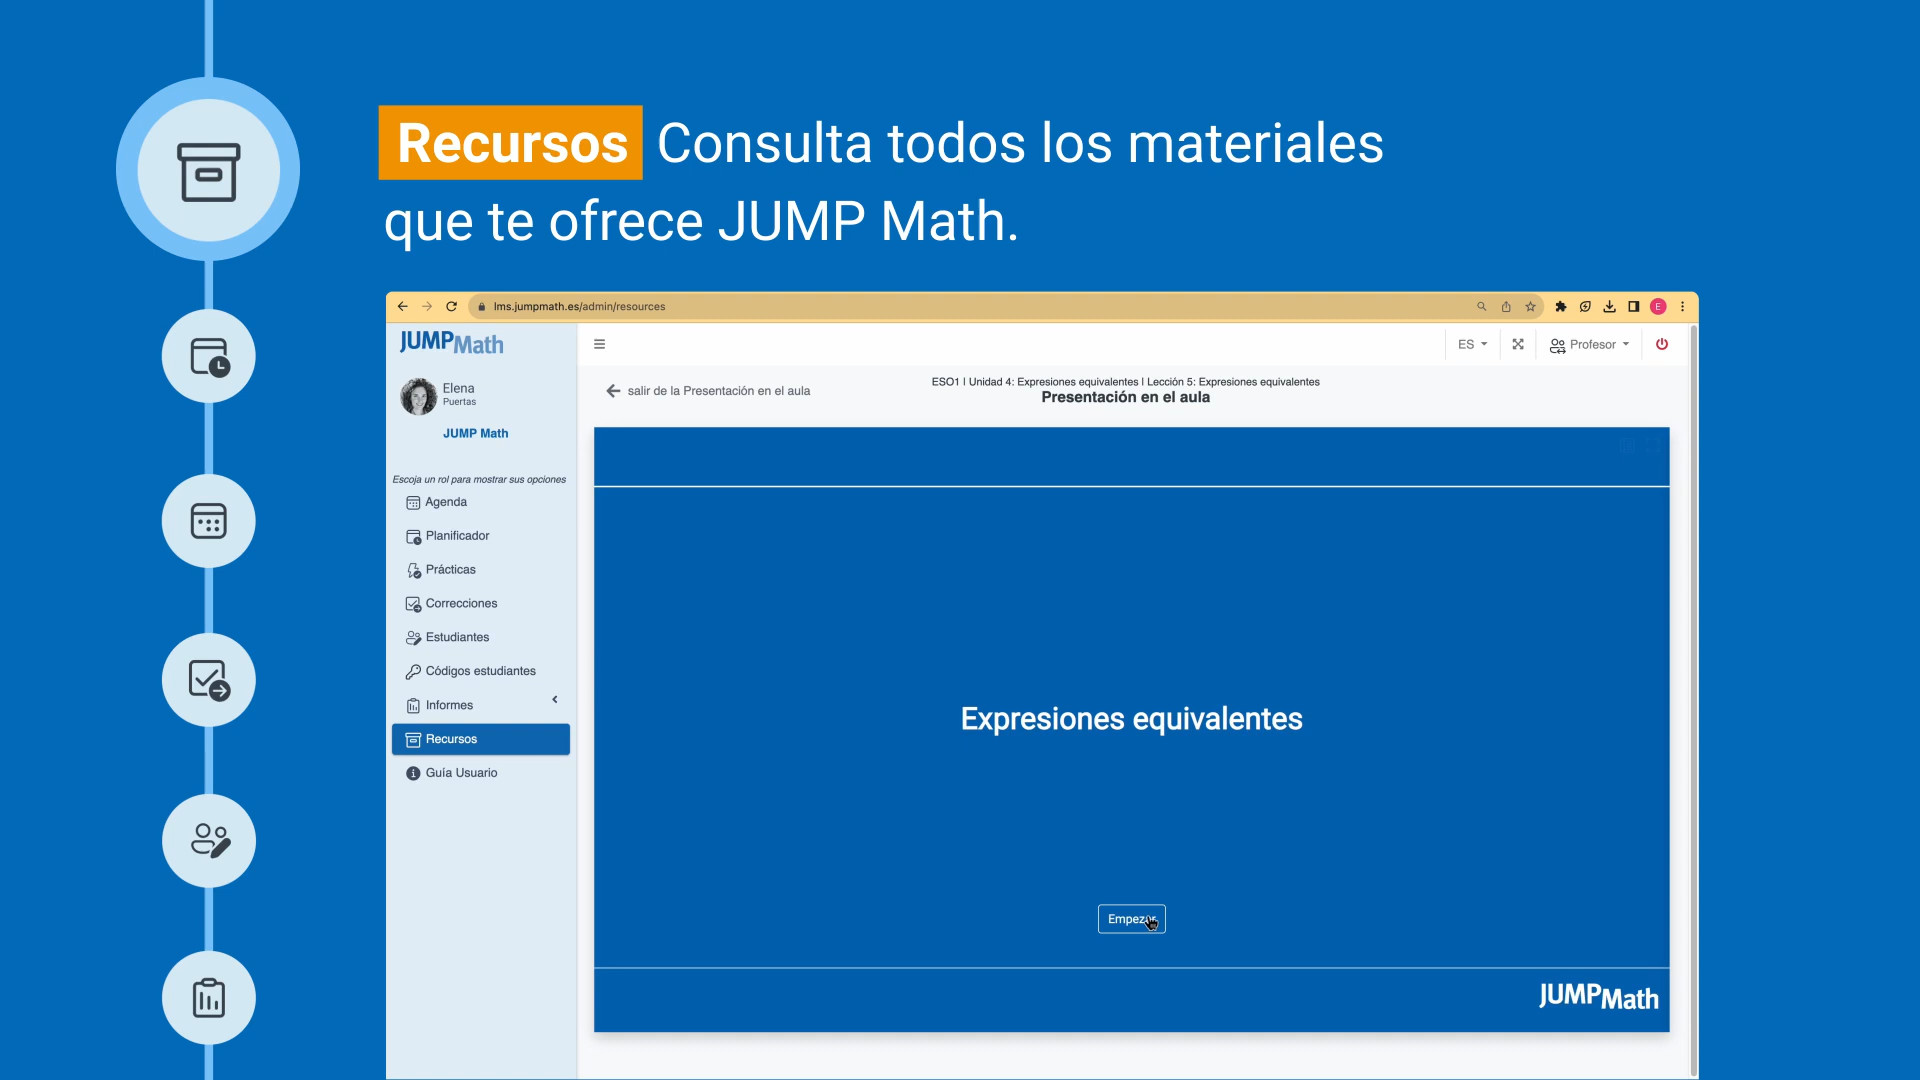 Recursos Consulta todos los materiales
que te ofrece JUMP Math.
lms.jumpmath.es/admin/resources
E
JUMPMath
ES
Profesor
Elena
Puertas
JUMP Math
salir de la Presentación en el aula
ESO1 | Unidad 4: Expresiones equivalentes | Lección 5: Expresiones equivalentes
Presentación en el aula
Escoja un rol para mostrar sus opciones
Agenda
Planificador
Prácticas
Correcciones
Estudiantes
Códigos estudiantes
Informes
Recursos
Guía Usuario
Expresiones equivalentes
Empezar
JUMPMath